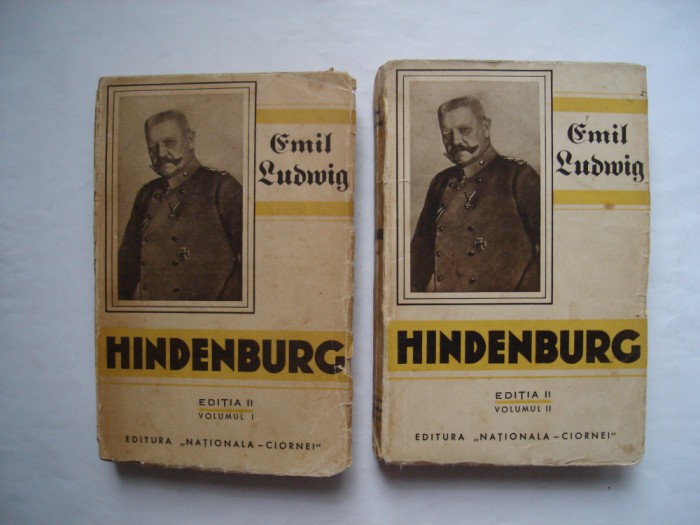 Emil
Ludwig
HINDENBURG
EDIȚIA II
VOLUMUL I
EDITURA „NAȚIONALA–CIORNEI"
Emil
Ludwig
HINDENBURG
EDIȚIA II
VOLUMUL II
EDITURA „NAȚIONALA–CIORNEI"